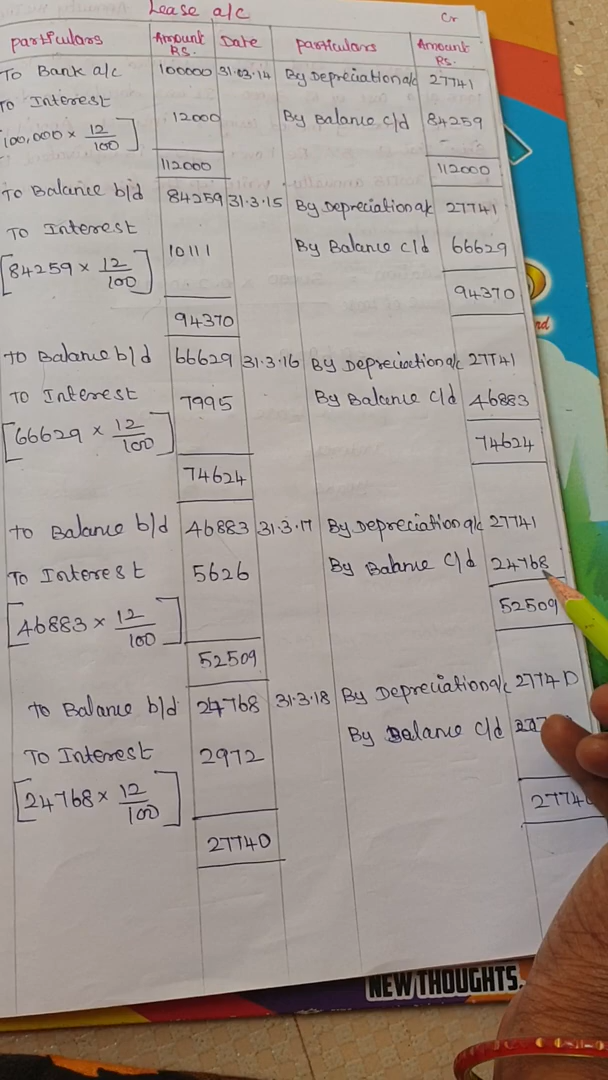 Lease a/c
Cr
particulars Amount Rs. Date particulars Amount Rs.
To Bank a/c 100000 31.03.14 By Depreciation a/c 27741
To Interest 12000 By Balance c/d 84259
100,000 × 12/100]
112000 112000
To Balance b/d 84259 31.3.15 By Depreciation a/c 27741
To Interest 10111 By Balance c/d 66629
[84259 × 12/100]
94370 94370
To Balance b/d 66629 31.3.16 By Depreciation a/c 27741
To Interest 7995 By Balance c/d 46883
[66629 × 12/100]
74624 74624
To Balance b/d 46883 31.3.17 By Depreciation a/c 27741
To Interest 5626 By Balance c/d 24768
[46883 × 12/100]
52509 52509
To Balance b/d 24768 31.3.18 By Depreciation a/c 27740
To Interest 2972 By Balance c/d
[24768 × 12/100]
27740 2774
NEW THOUGHTS